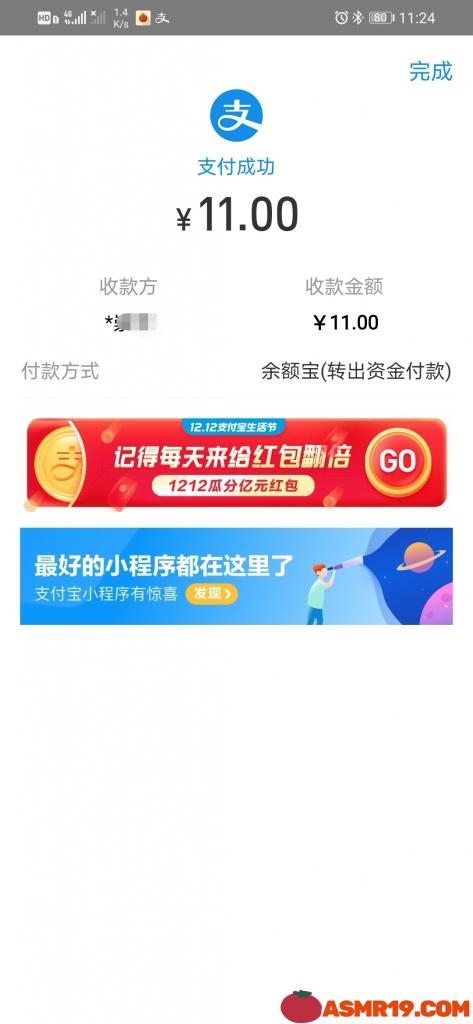 HD 4G 1.4 K/s 支 80 11:24
完成
支
支付成功
¥11.00
收款方 收款金额
* ¥11.00
付款方式 余额宝(转出资金付款)
12.12支付宝生活节
记得每天来给红包翻倍 GO
1212瓜分亿元红包
最好的小程序都在这里了
支付宝小程序有惊喜 发现>
ASMR19.COM